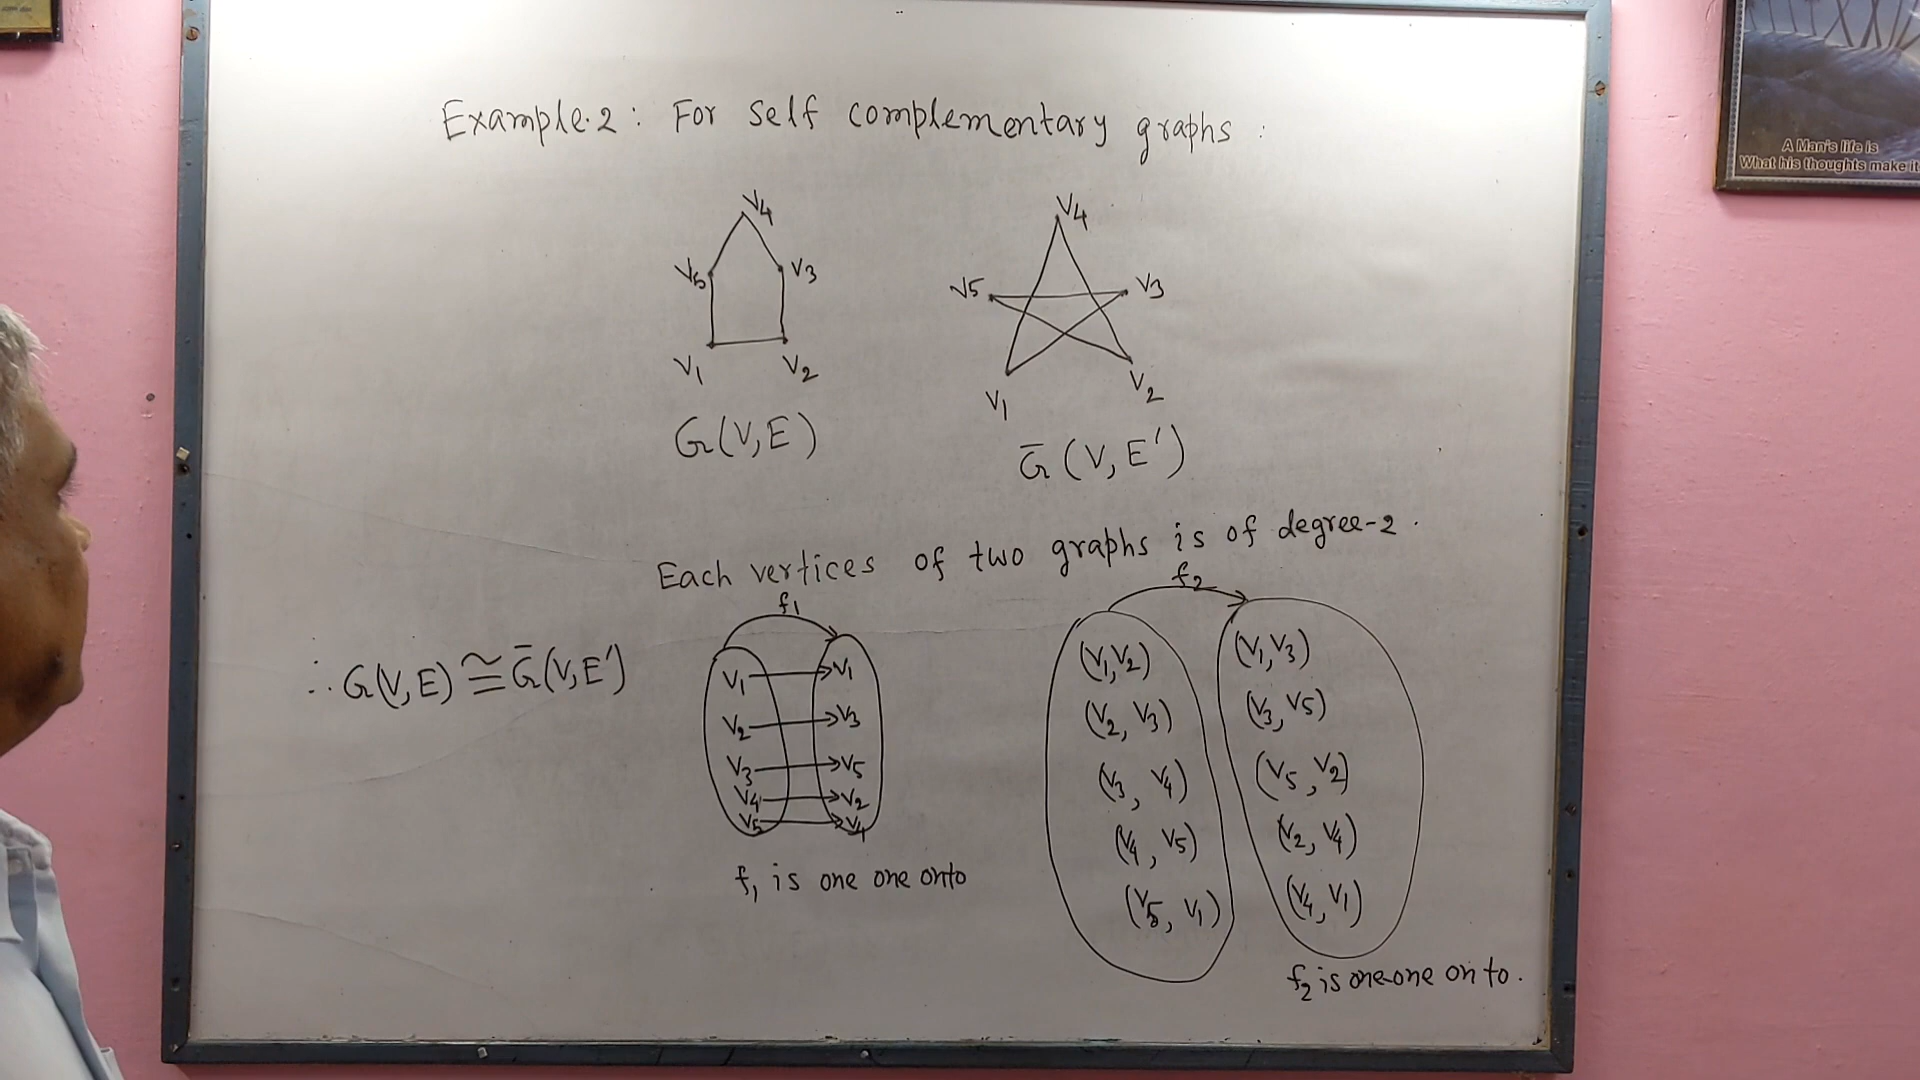 Example.2: For Self complementary graphs:
A Man's life is
What his thoughts make it
V4
V5 V3
V1 V2
G(V,E)
V4
V5 V3
V1 V2
Ḡ(V,E')
Each vertices of two graphs is of degree-2.
∴ G(V,E) ≅ Ḡ(V,E')
f1
V1 → V1
V2 → V3
V3 → V5
V4 → V2
V5 → V4
f1 is one one onto
f2
(V1,V2) (V1,V3)
(V2,V3) (V3,V5)
(V3,V4) (V5,V2)
(V4,V5) (V2,V4)
(V5,V1) (V4,V1)
f2 is one-one on to.